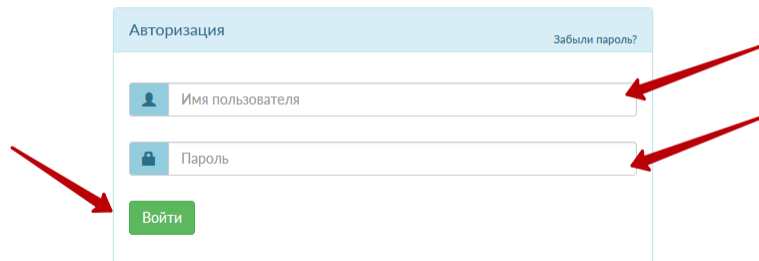 Авторизация
Забыли пароль?
Имя пользователя
Пароль
Войти